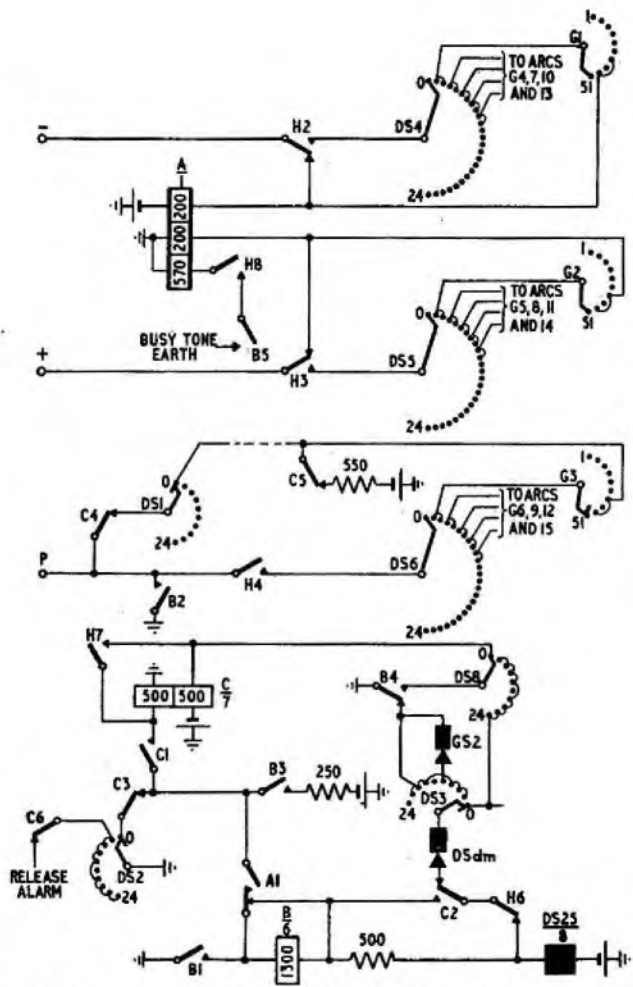 G1
1
51
0
TO ARCS
G4,7,10
AND 13
−
H2
DS4
24
A
200
200
570
H8
G2
1
51
0
TO ARCS
G5,8,11
AND 14
BUSY TONE
EARTH
B5
+
H3
DS5
24
0
C5
550
G3
1
51
C4
DS1
0
TO ARCS
G6,9,12
AND 15
24
P
H4
DS6
B2
24
H7
0
B4
DS8
500
500
C
7
24
GS2
C1
B3
250
24
DS3
0
C3
C6
0
DSdm
RELEASE
ALARM
DS2
24
A1
C2
H6
B
6
DS25
8
B1
1300
500